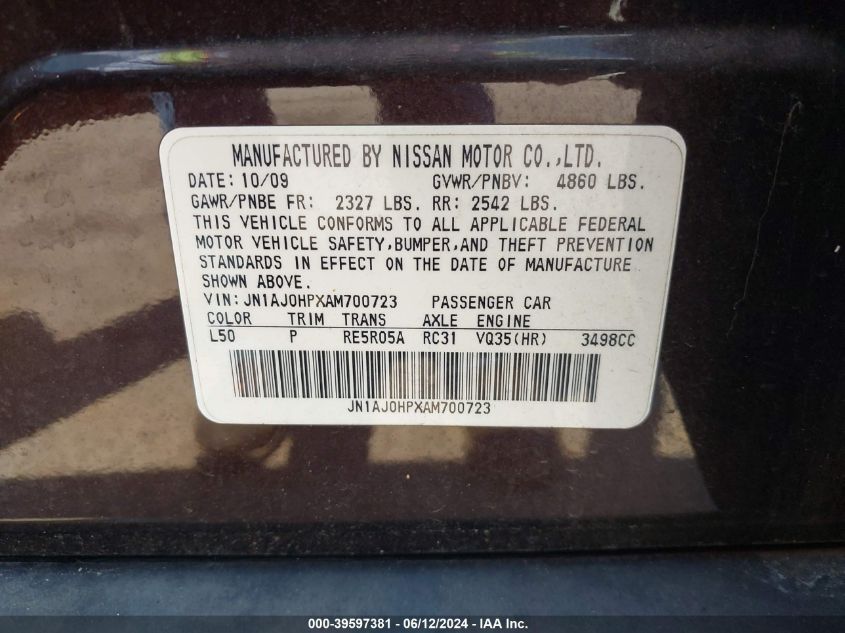 MANUFACTURED BY NISSAN MOTOR CO.,LTD.
DATE: 10/09 GVWR/PNBV: 4860 LBS.
GAWR/PNBE FR: 2327 LBS. RR: 2542 LBS.
THIS VEHICLE CONFORMS TO ALL APPLICABLE FEDERAL
MOTOR VEHICLE SAFETY,BUMPER,AND THEFT PREVENTION
STANDARDS IN EFFECT ON THE DATE OF MANUFACTURE
SHOWN ABOVE.
VIN: JN1AJ0HPXAM700723 PASSENGER CAR
COLOR TRIM TRANS AXLE ENGINE
L50 P RE5R05A RC31 VQ35(HR) 3498CC
JN1AJ0HPXAM700723
000-39597381 - 06/12/2024 - IAA Inc.